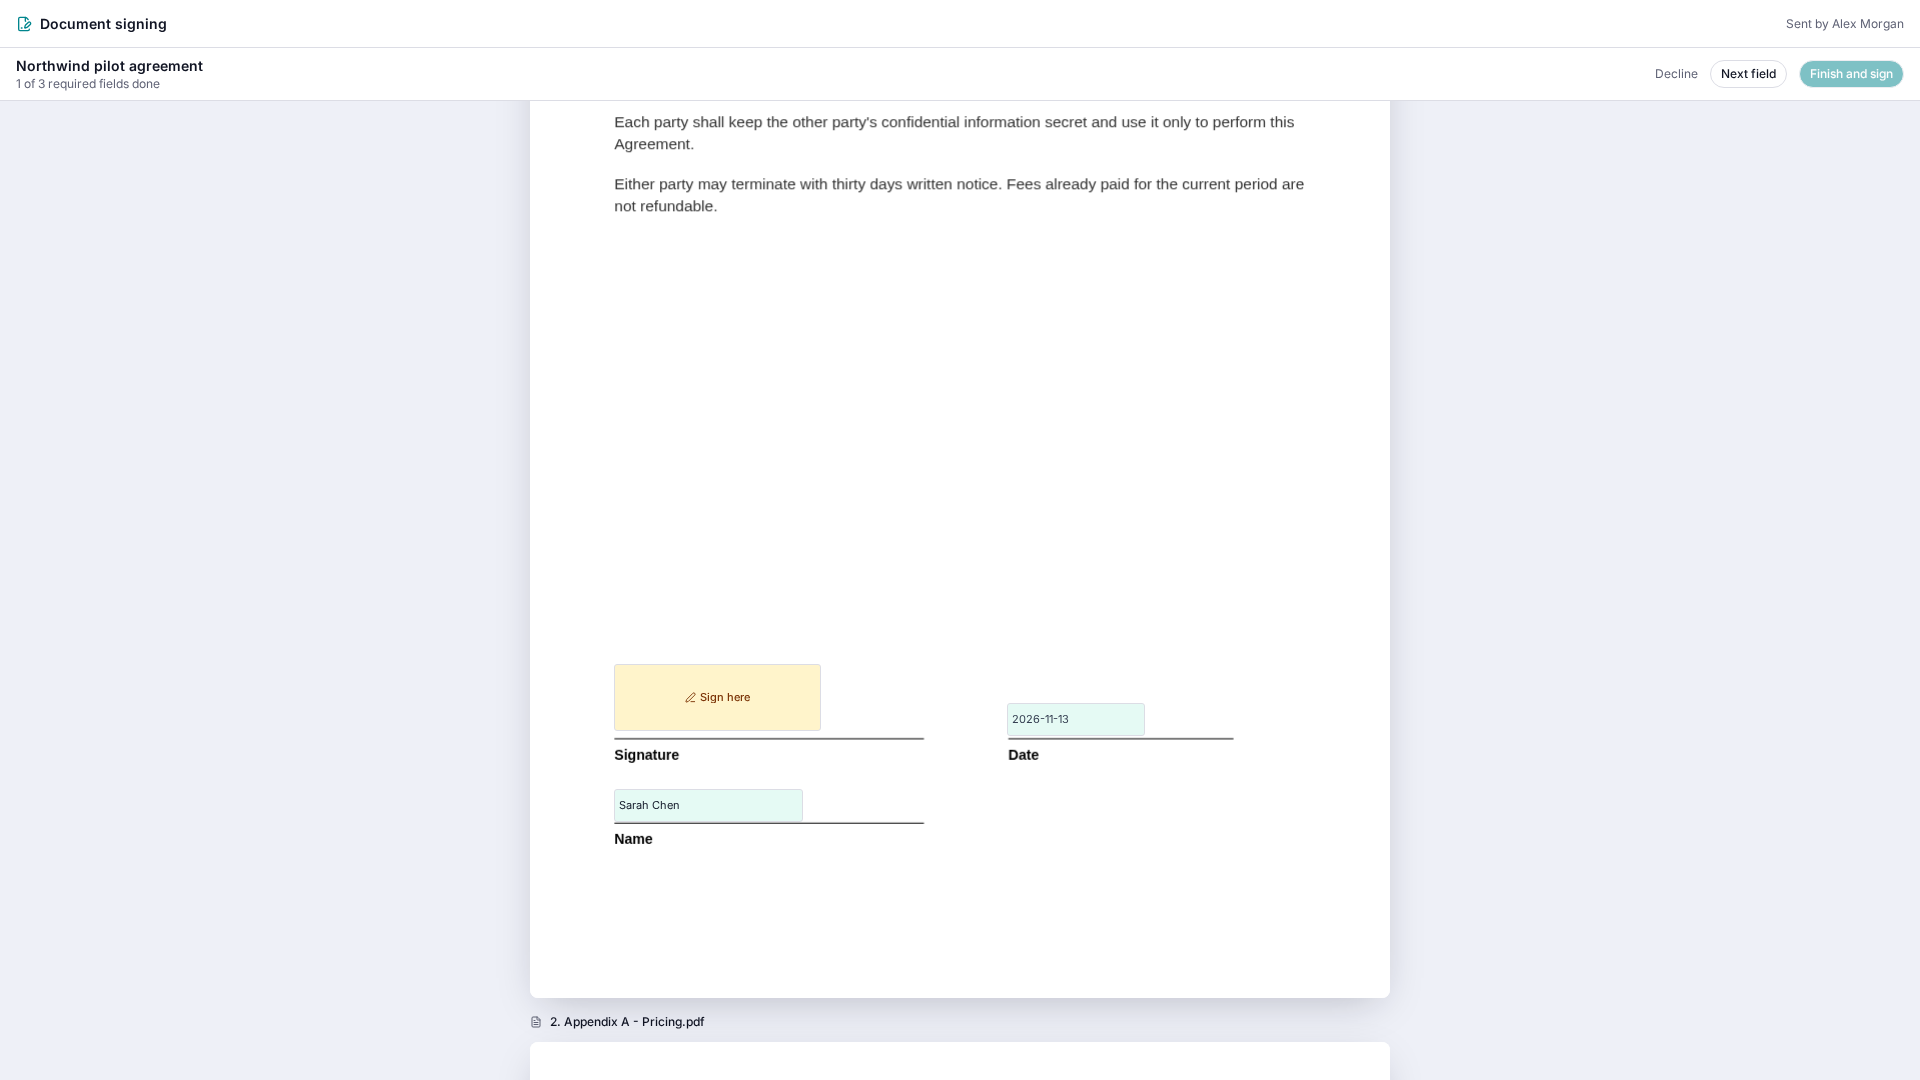 Document signing
Sent by Alex Morgan
Northwind pilot agreement
1 of 3 required fields done
Decline
Next field
Finish and sign
Each party shall keep the other party's confidential information secret and use it only to perform this
Agreement.
Either party may terminate with thirty days written notice. Fees already paid for the current period are
not refundable.
Sign here
2026-11-13
Signature
Date
Sarah Chen
Name
2. Appendix A - Pricing.pdf